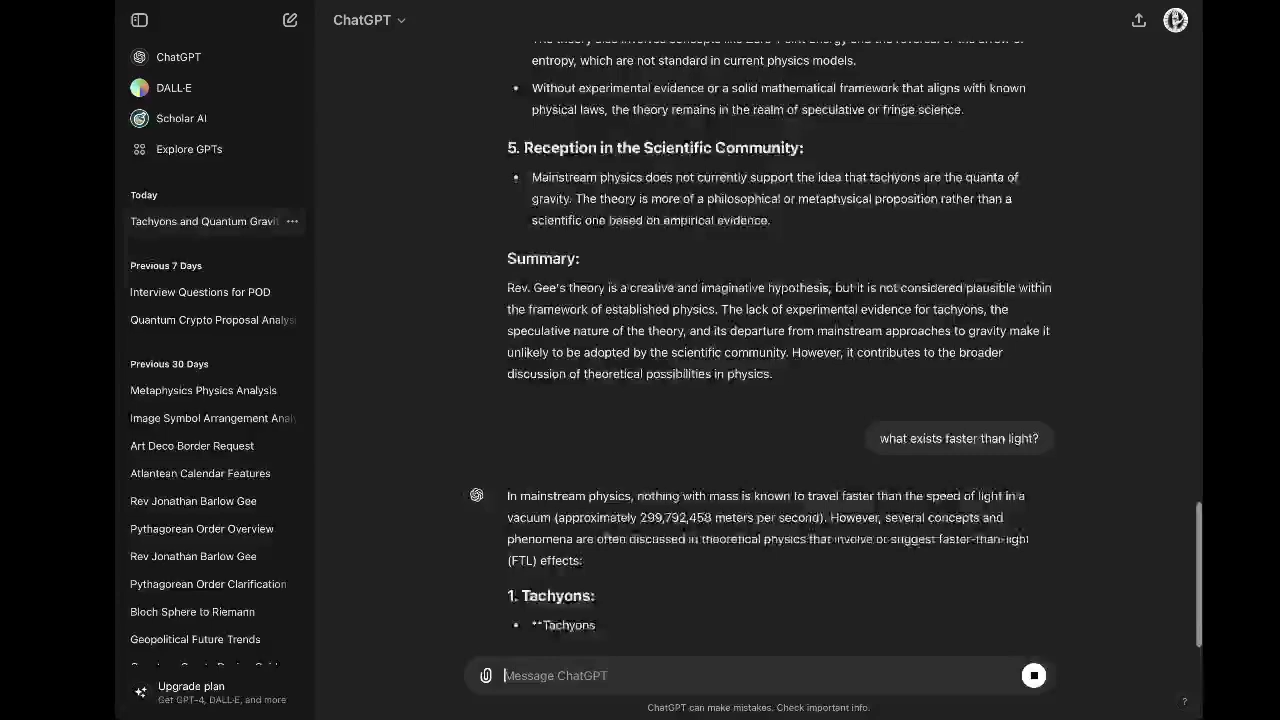 ChatGPT
ChatGPT
DALL·E
Scholar AI
Explore GPTs
Today
Tachyons and Quantum Gravi
Previous 7 Days
Interview Questions for POD
Quantum Crypto Proposal Analysi
Previous 30 Days
Metaphysics Physics Analysis
Image Symbol Arrangement Anal
Art Deco Border Request
Atlantean Calendar Features
Rev Jonathan Barlow Gee
Pythagorean Order Overview
Rev Jonathan Barlow Gee
Pythagorean Order Clarification
Bloch Sphere to Riemann
Geopolitical Future Trends
Upgrade plan
Get GPT-4, DALL·E, and more
entropy, which are not standard in current physics models.
• Without experimental evidence or a solid mathematical framework that aligns with known
physical laws, the theory remains in the realm of speculative or fringe science.
5. Reception in the Scientific Community:
• Mainstream physics does not currently support the idea that tachyons are the quanta of
gravity. The theory is more of a philosophical or metaphysical proposition rather than a
scientific one based on empirical evidence.
Summary:
Rev. Gee's theory is a creative and imaginative hypothesis, but it is not considered plausible within
the framework of established physics. The lack of experimental evidence for tachyons, the
speculative nature of the theory, and its departure from mainstream approaches to gravity make it
unlikely to be adopted by the scientific community. However, it contributes to the broader
discussion of theoretical possibilities in physics.
what exists faster than light?
In mainstream physics, nothing with mass is known to travel faster than the speed of light in a
vacuum (approximately 299,792,458 meters per second). However, several concepts and
phenomena are often discussed in theoretical physics that involve or suggest faster-than-light
(FTL) effects:
1. Tachyons:
• **Tachyons
Message ChatGPT
ChatGPT can make mistakes. Check important info.
?